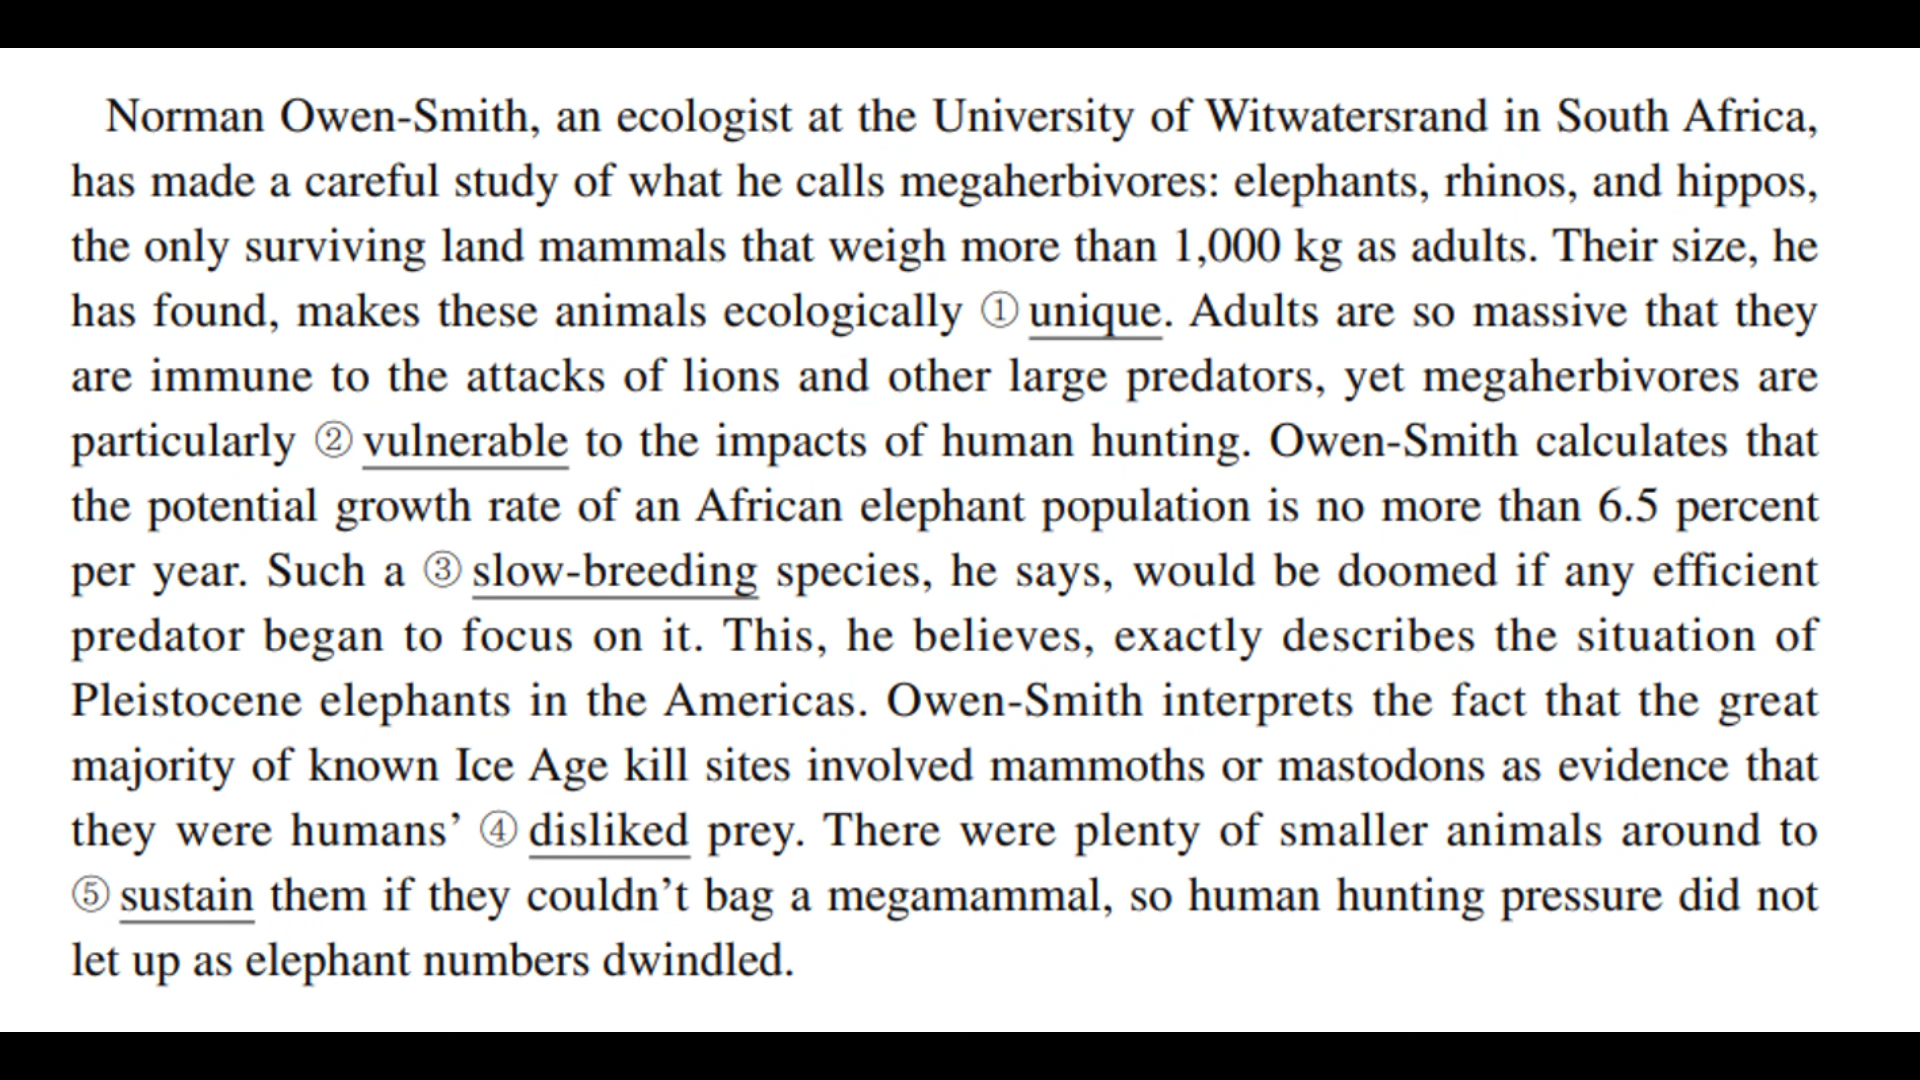 Norman Owen-Smith, an ecologist at the University of Witwatersrand in South Africa,
has made a careful study of what he calls megaherbivores: elephants, rhinos, and hippos,
the only surviving land mammals that weigh more than 1,000 kg as adults. Their size, he
has found, makes these animals ecologically ① unique. Adults are so massive that they
are immune to the attacks of lions and other large predators, yet megaherbivores are
particularly ② vulnerable to the impacts of human hunting. Owen-Smith calculates that
the potential growth rate of an African elephant population is no more than 6.5 percent
per year. Such a ③ slow-breeding species, he says, would be doomed if any efficient
predator began to focus on it. This, he believes, exactly describes the situation of
Pleistocene elephants in the Americas. Owen-Smith interprets the fact that the great
majority of known Ice Age kill sites involved mammoths or mastodons as evidence that
they were humans’ ④ disliked prey. There were plenty of smaller animals around to
⑤ sustain them if they couldn’t bag a megamammal, so human hunting pressure did not
let up as elephant numbers dwindled.